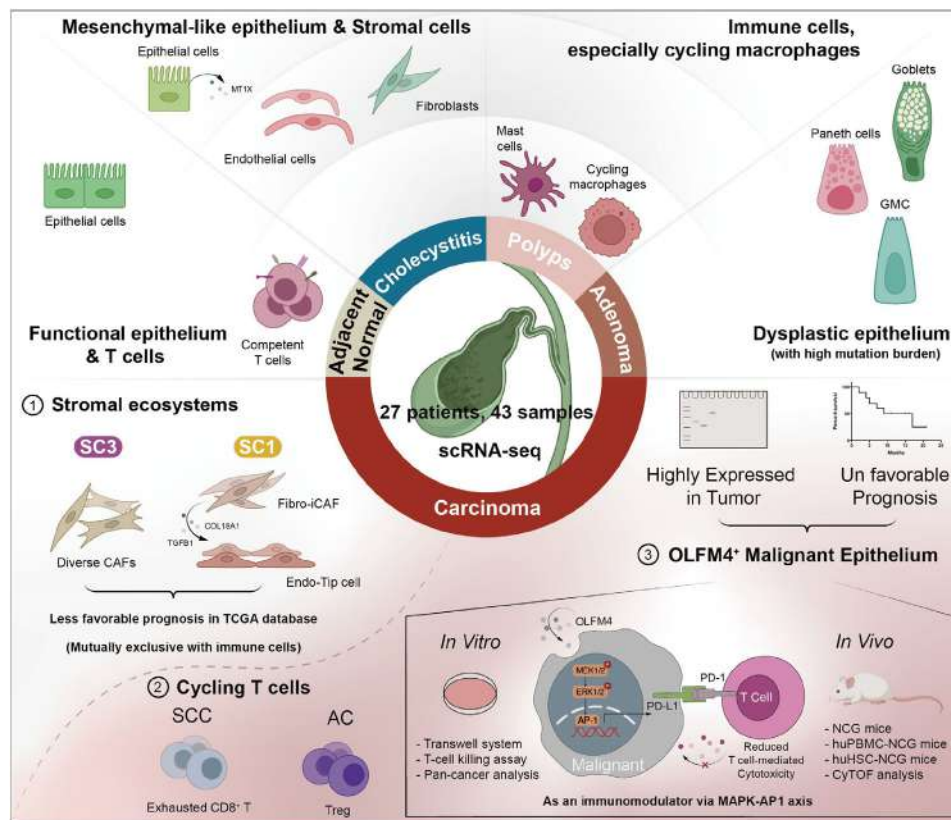 Mesenchymal-like epithelium & Stromal cells
Epithelial cells
MT1X
Fibroblasts
Endothelial cells
Epithelial cells
Immune cells,
especially cycling macrophages
Goblets
Mast
cells
Cycling
macrophages
Paneth cells
GMC
Functional epithelium
& T cells
Competent
T cells
Dysplastic epithelium
(with high mutation burden)
Adjacent
Normal
Cholecystitis
Polyps
Adenoma
Carcinoma
27 patients, 43 samples
scRNA-seq
1 Stromal ecosystems
SC3
SC1
Fibro-iCAF
COL18A1
TGFB1
Diverse CAFs
Endo-Tip cell
Less favorable prognosis in TCGA database
(Mutually exclusive with immune cells)
2 Cycling T cells
SCC
AC
Exhausted CD8⁺ T
Treg
Months
Highly Expressed
in Tumor
Un favorable
Prognosis
3 OLFM4⁺ Malignant Epithelium
In Vitro
- Transwell system
- T-cell killing assay
- Pan-cancer analysis
OLFM4
MEK1/2
ERK1/2
AP-1
Malignant
PD-L1
PD-1
T Cell
Reduced
T cell-mediated
Cytotoxicity
In Vivo
- NCG mice
- huPBMC-NCG mice
- huHSC-NCG mice
- CyTOF analysis
As an immunomodulator via MAPK-AP1 axis